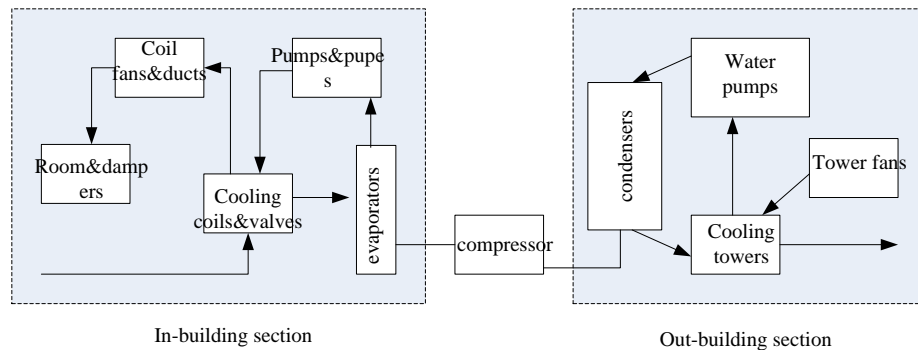 Coil
fans&ducts
Pumps&pupe
s
Room&damp
ers
Cooling
coils&valves
evaporators
compressor
condensers
Water
pumps
Tower fans
Cooling
towers
In-building section
Out-building section